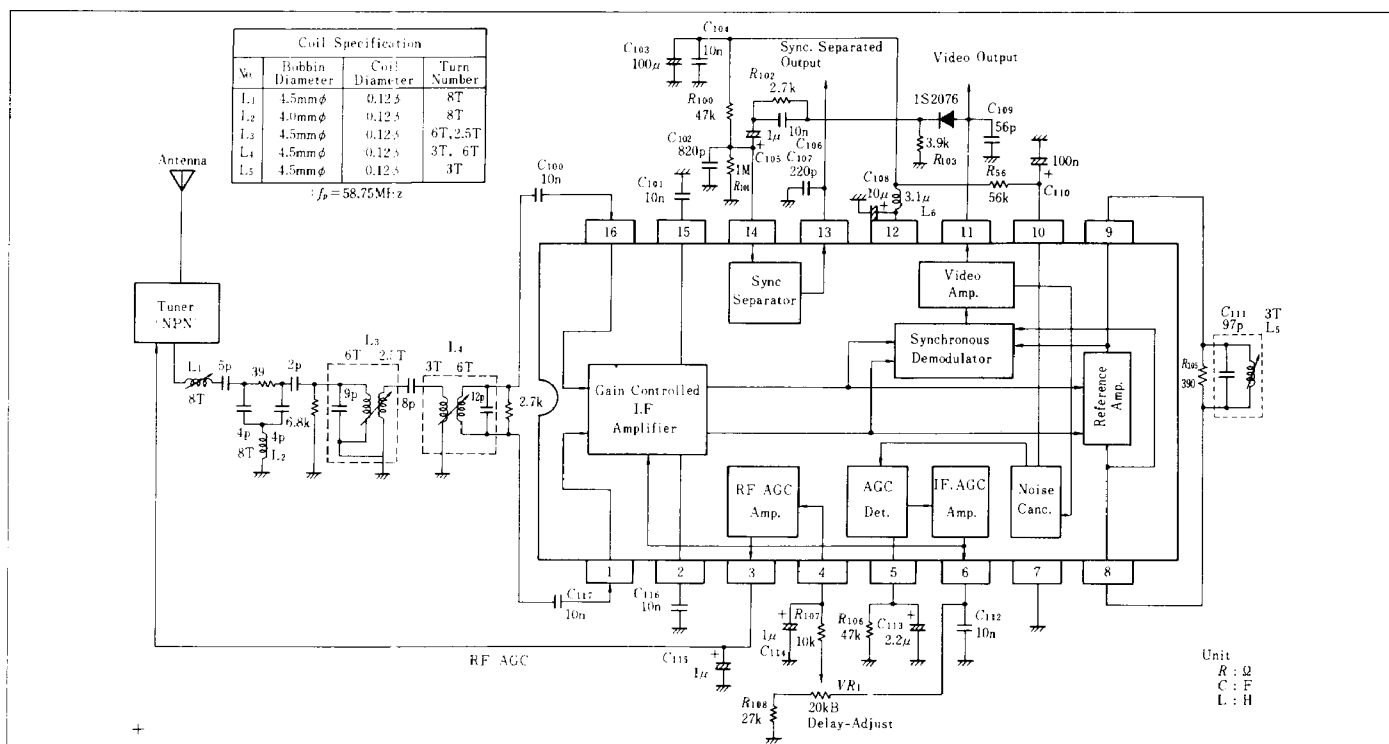 Coil Specification
No. Bobbin Diameter Coil Diameter Turn Number
L1 4.5mmφ 0.12 8T
L2 4.0mmφ 0.12 8T
L3 4.5mmφ 0.12 6T, 2.5T
L4 4.5mmφ 0.12 3T, 6T
L5 4.5mmφ 0.12 3T
fp = 58.75MHz
Antenna
Tuner
"NPN"
C103
100μ
C104
10n
Sync. Separated
Output
Video Output
R100
47k
R102
2.7k
1μ
C105
10n
C106
C102
820p
1M
R101
C107
220p
1S2076
3.9k
R103
C109
56p
100n
C110
R56
56k
C108
10μ
3.1μ
L6
C100
10n
C101
10n
16
15
14
13
12
11
10
9
Sync
Separator
Video
Amp.
Synchronous
Demodulator
Gain Controlled
I.F
Amplifier
Reference
Amp.
RF AGC
Amp.
AGC
Det.
IF. AGC
Amp.
Noise
Canc.
L1
8T
5p
39
2p
4p
4p
8T
L2
6.8k
L3
6T 2.5T
9p
8p
L4
3T 6T
12p
2.7k
C111
97p
3T
L5
R105
390
1
2
3
4
5
6
7
8
C117
10n
C116
10n
RF AGC
C115
1μ
1μ
C114
R107
10k
R106
47k
C113
2.2μ
C112
10n
VR1
20kB
Delay-Adjust
R108
27k
Unit
R : Ω
C : F
L : H